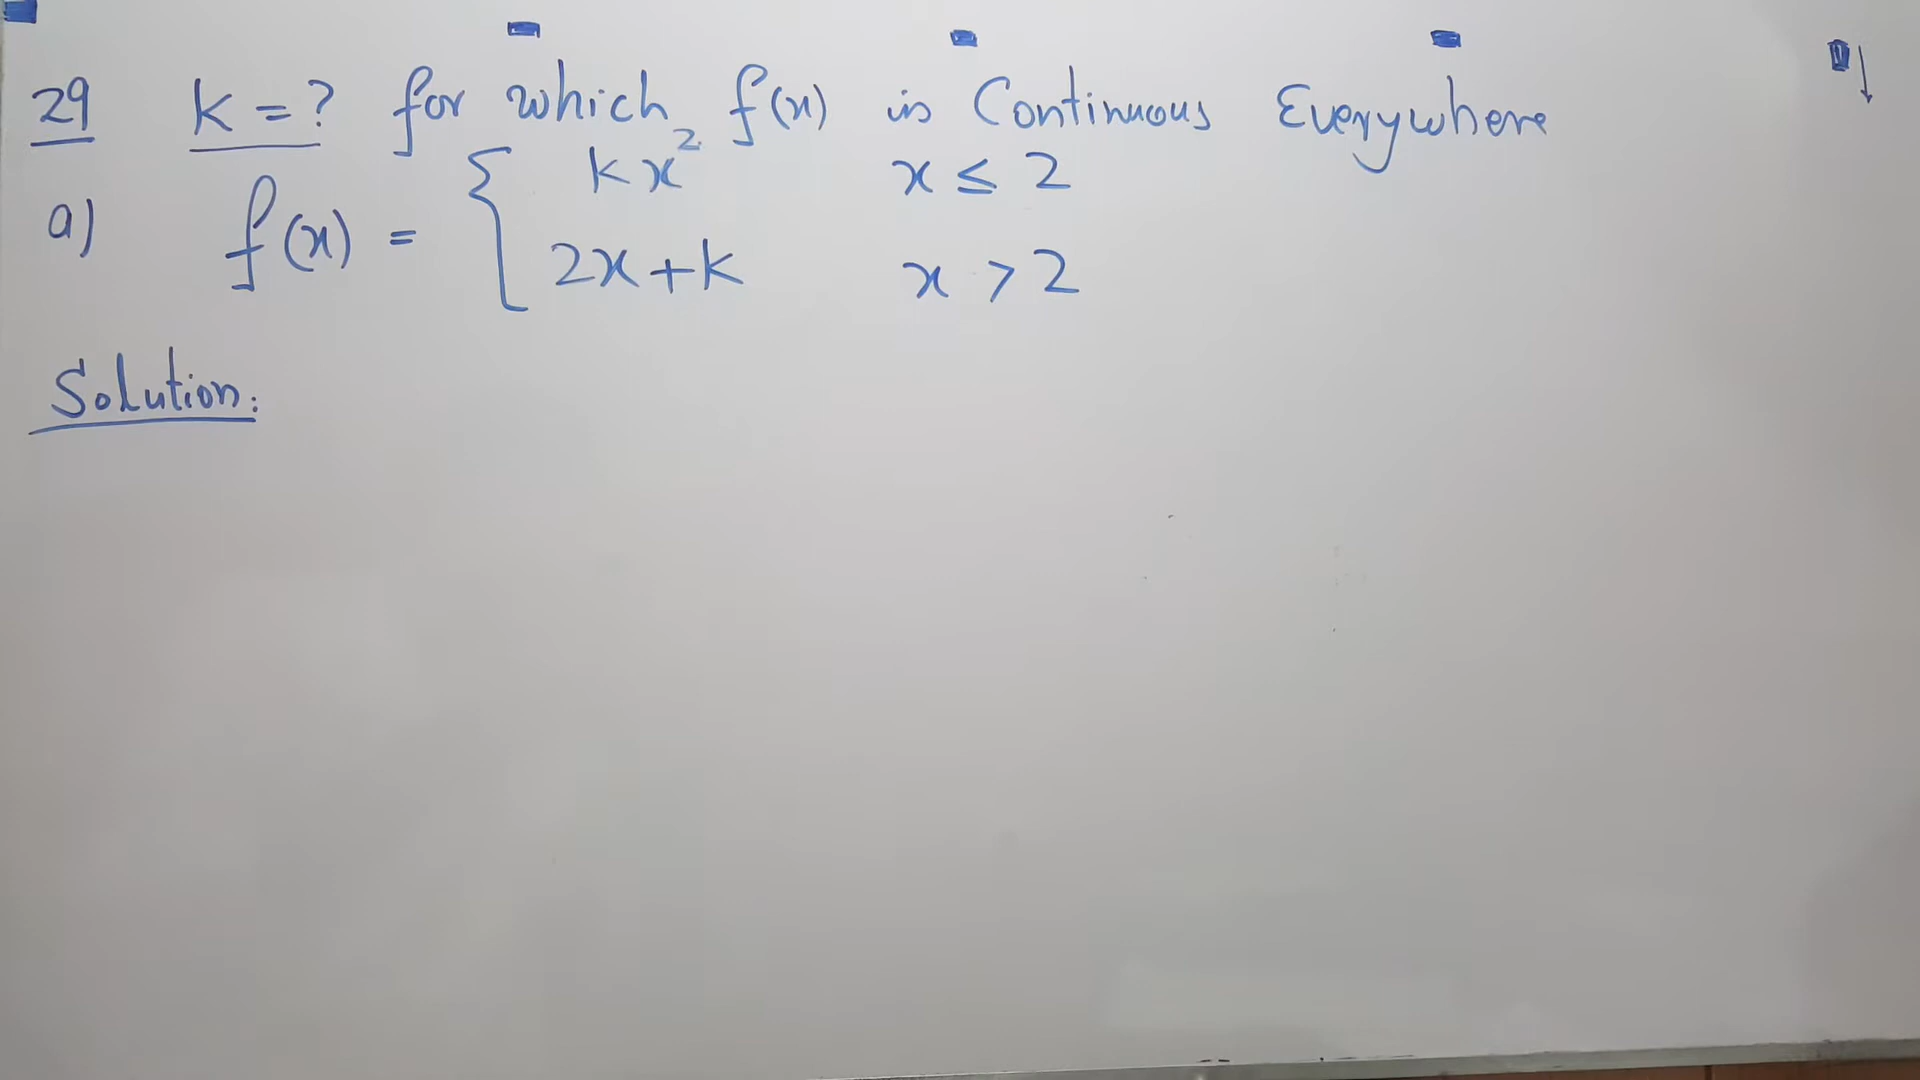 29 K = ? for which f(x) is Continuous Everywhere
a) f(x) = { kx² x ≤ 2
2x+k x > 2
Solution: